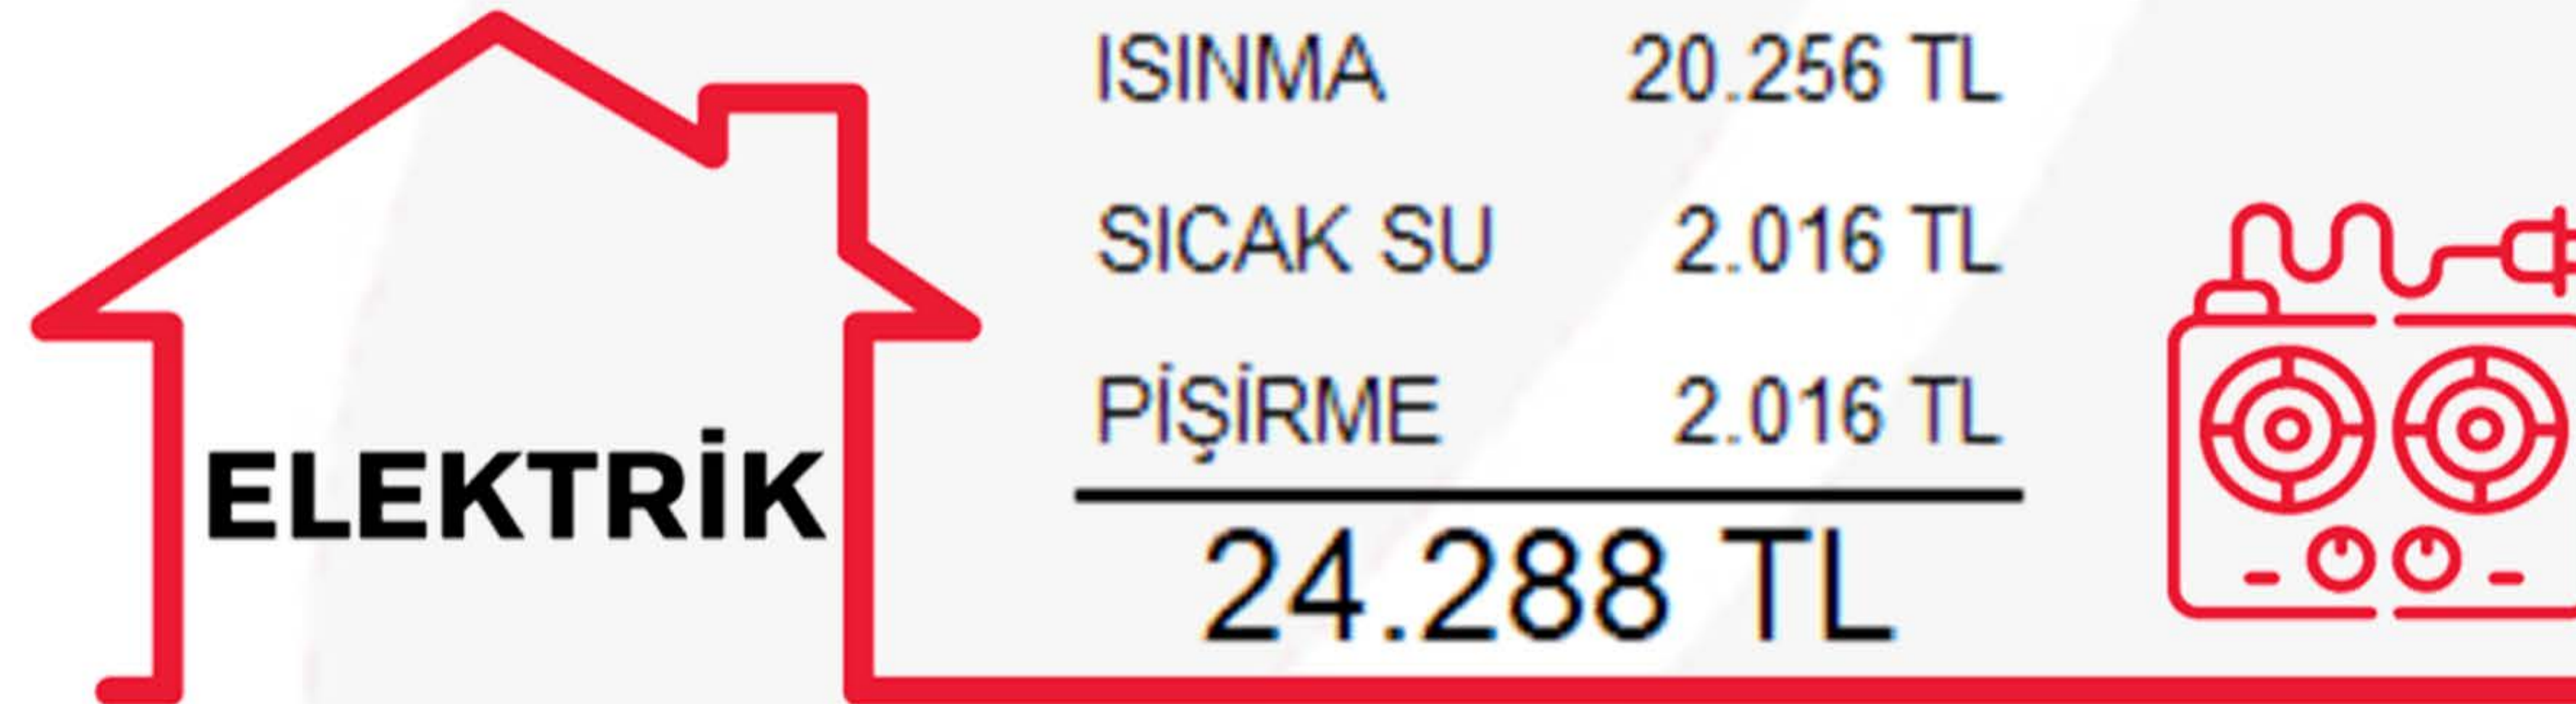 ISINMA 20.256 TL
SICAK SU 2.016 TL
PİŞİRME 2.016 TL
ELEKTRİK
24.288 TL